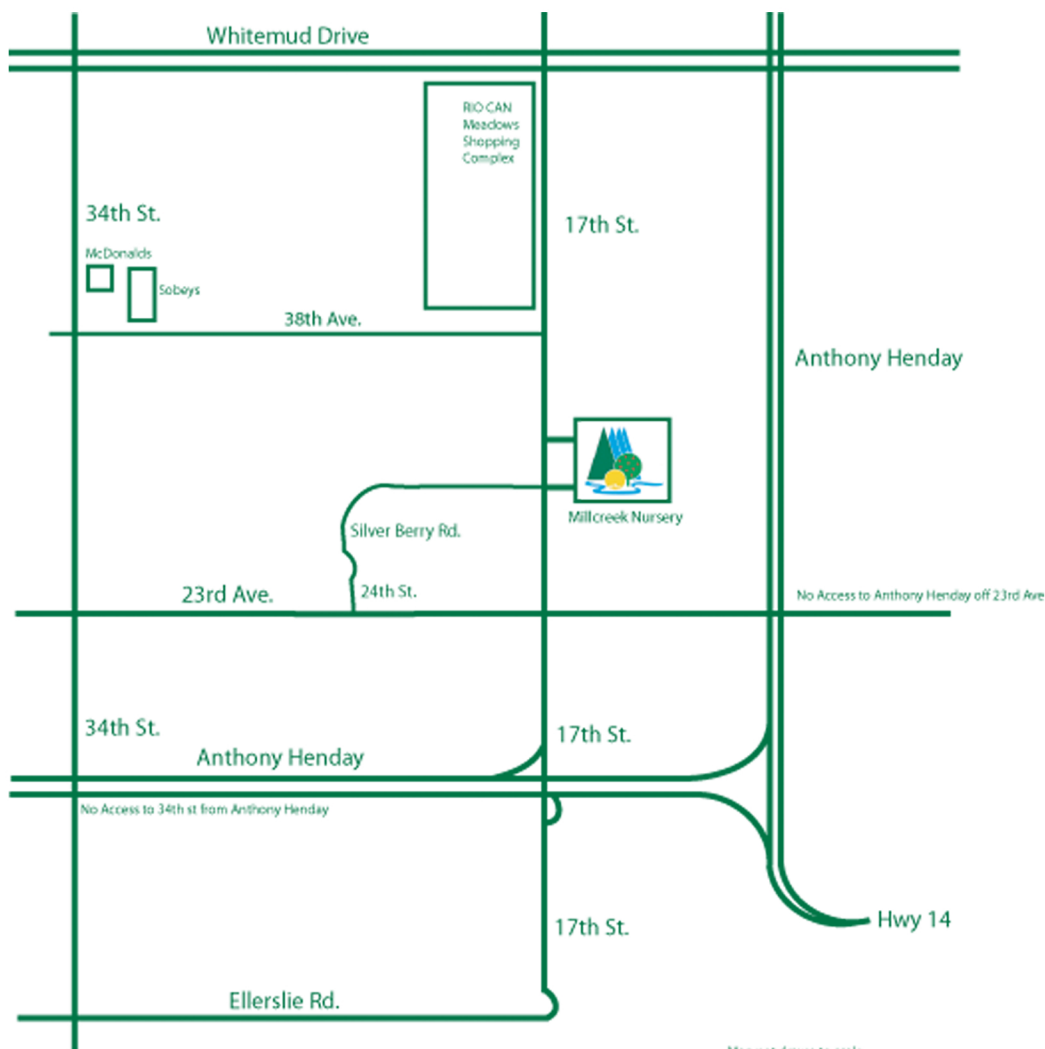 Whitemud Drive
RIO CAN
Meadows
Shopping
Complex
34th St.
17th St.
McDonalds
Sobeys
38th Ave.
Anthony Henday
Millcreek Nursery
Silver Berry Rd.
24th St.
23rd Ave.
No Access to Anthony Henday off 23rd Ave
34th St.
17th St.
Anthony Henday
No Access to 34th st from Anthony Henday
Hwy 14
17th St.
Ellerslie Rd.